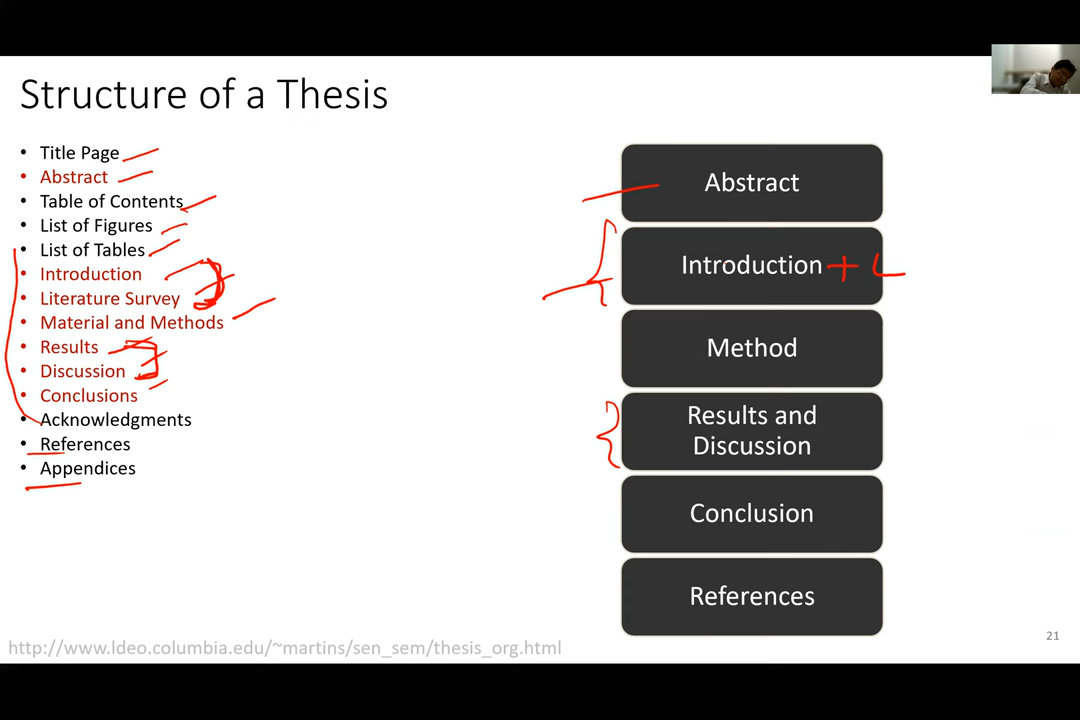 Structure of a Thesis
• Title Page
• Abstract
• Table of Contents
• List of Figures
• List of Tables
• Introduction
• Literature Survey
• Material and Methods
• Results
• Discussion
• Conclusions
• Acknowledgments
• References
• Appendices
Abstract
Introduction + L
Method
Results and
Discussion
Conclusion
References
http://www.ldeo.columbia.edu/~martins/sen_sem/thesis_org.html
21